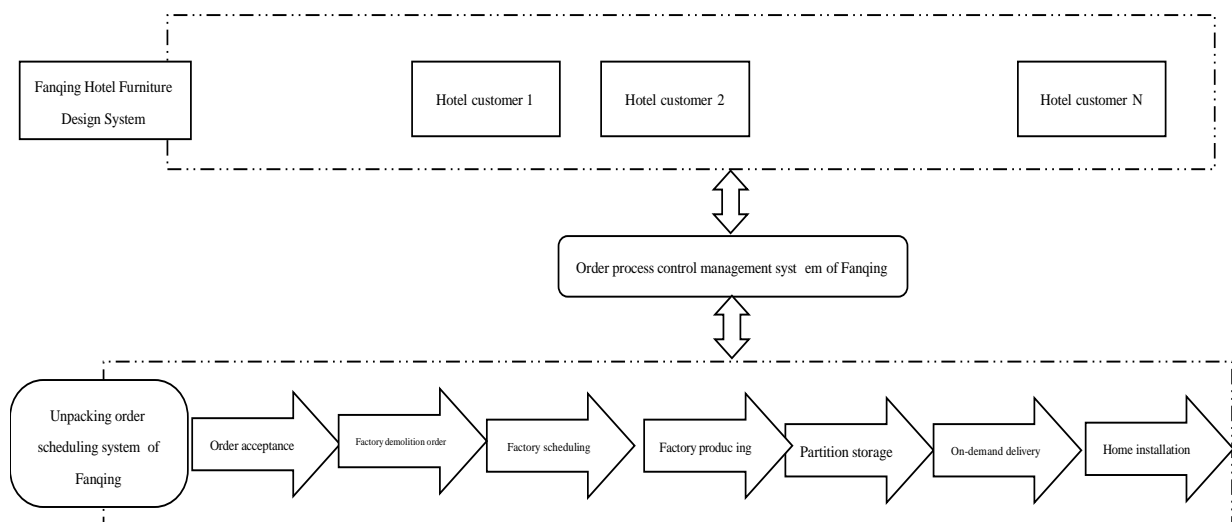 Fanqing Hotel Furniture
Design System
Hotel customer 1
Hotel customer 2
Hotel customer N
Order process control management syst em of Fanqing
Unpacking order
scheduling system of
Fanqing
Order acceptance
Factory demolition order
Factory scheduling
Factory produc ing
Partition storage
On-demand delivery
Home installation